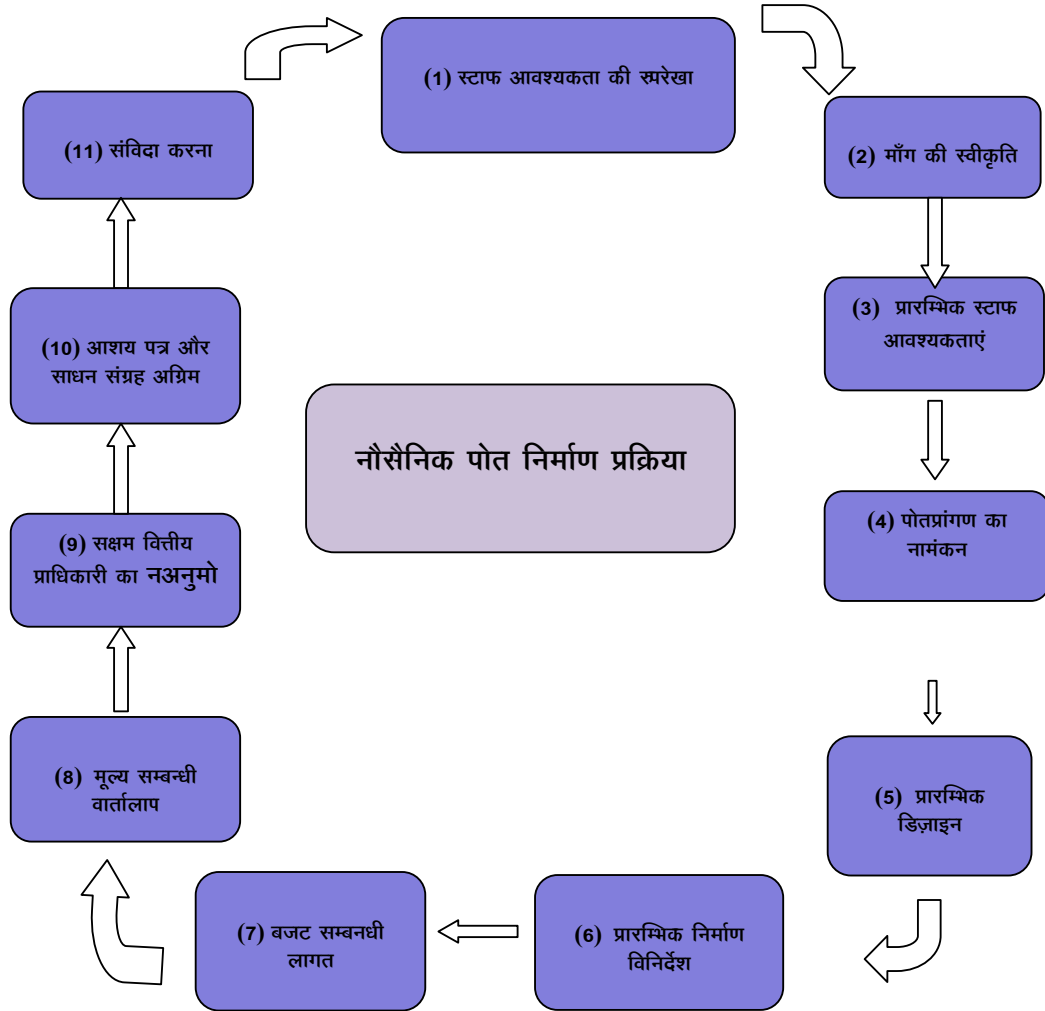 (1) स्टाफ आवश्यकता की रुपरेखा
(2) माँग की स्वीकृति
(3) प्रारम्भिक स्टाफ
आवश्यकताएं
(4) पोतप्रांगण का
नामंकन
(5) प्रारम्भिक
डिज़ाइन
(6) प्रारम्भिक निर्माण
विनिर्देश
(7) बजट सम्बनधी
लागत
(8) मूल्य सम्बन्धी
वार्तालाप
(9) सक्षम वित्तीय
प्राधिकारी का नअनुमो
(10) आशय पत्र और
साधन संग्रह अग्रिम
(11) संविदा करना
नौसैनिक पोत निर्माण प्रक्रिया